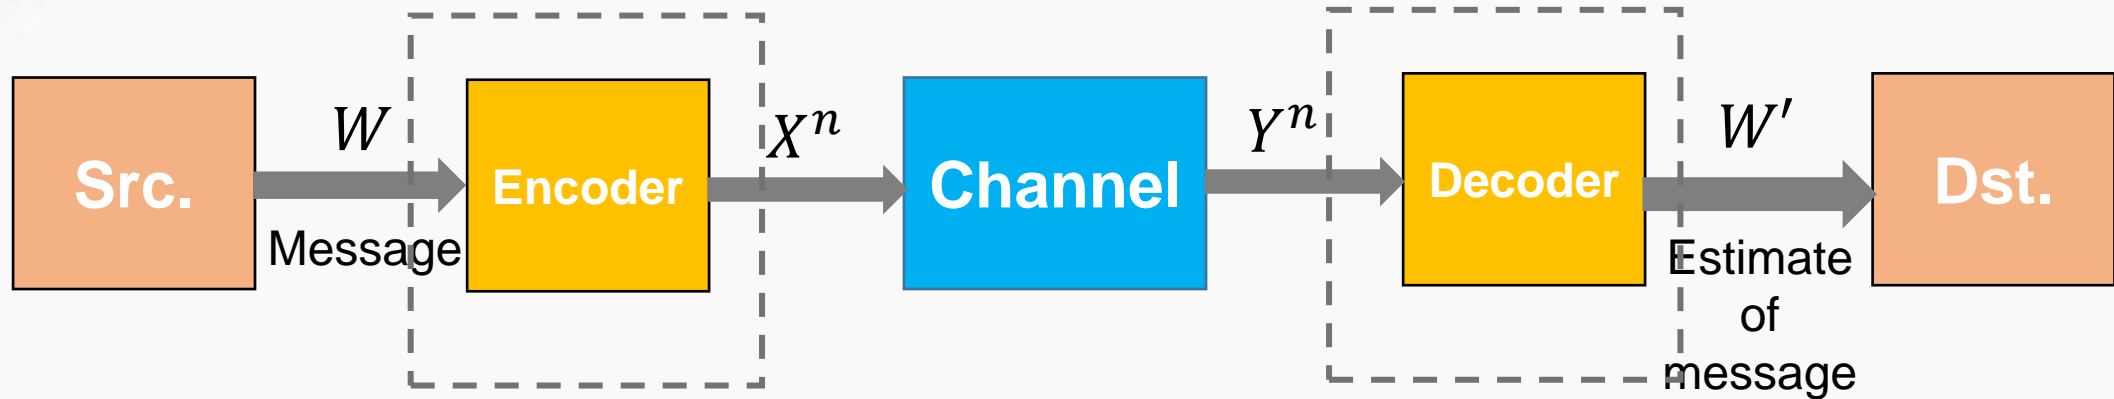 Src.
W
Message
Encoder
Xⁿ
Channel
Yⁿ
Decoder
W′
Estimate
of
message
Dst.